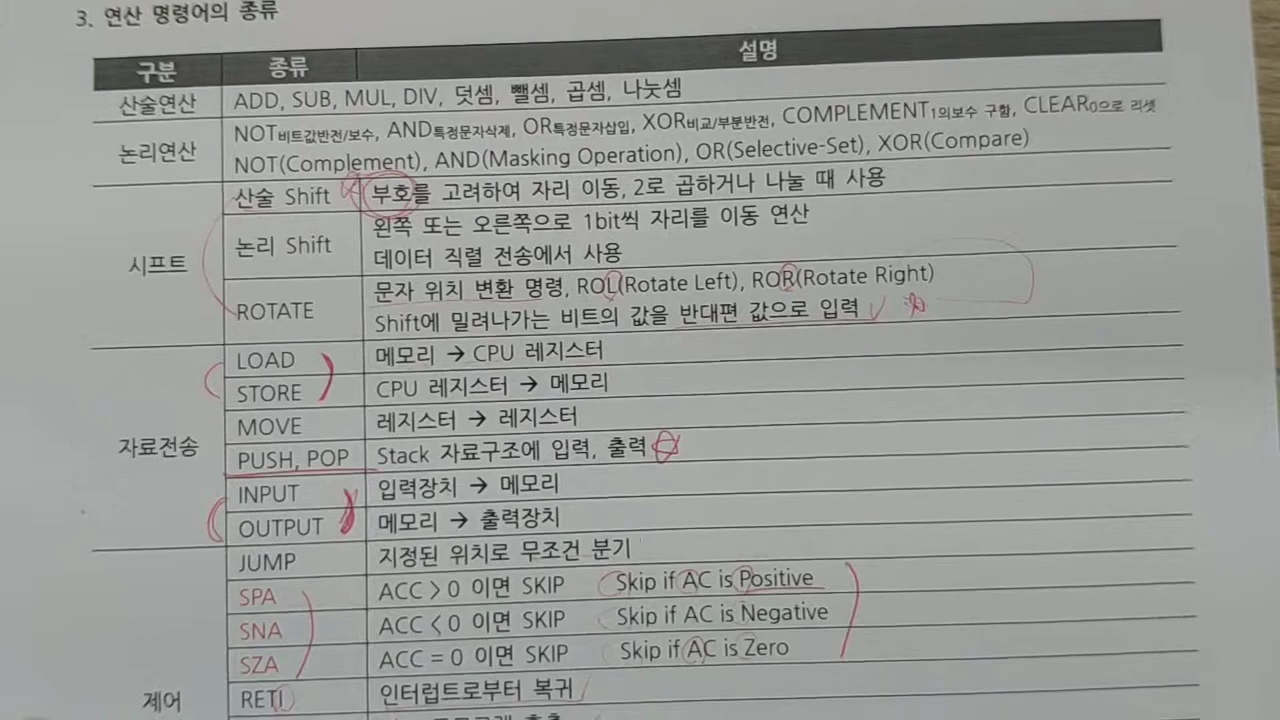 3. 연산 명령어의 종류
구분 종류 설명
산술연산 ADD, SUB, MUL, DIV, 덧셈, 뺄셈, 곱셈, 나눗셈
논리연산 NOT비트값반전/보수, AND특정문자삭제, OR특정문자삽입, XOR비교/부분반전, COMPLEMENT1의보수 구함, CLEAR0으로 리셋
NOT(Complement), AND(Masking Operation), OR(Selective-Set), XOR(Compare)
시프트
산술 Shift 부호를 고려하여 자리 이동, 2로 곱하거나 나눌 때 사용
논리 Shift 왼쪽 또는 오른쪽으로 1bit씩 자리를 이동 연산
데이터 직렬 전송에서 사용
ROTATE 문자 위치 변환 명령, ROL(Rotate Left), ROR(Rotate Right)
Shift에 밀려나가는 비트의 값을 반대편 값으로 입력
자료전송
LOAD 메모리 → CPU 레지스터
STORE CPU 레지스터 → 메모리
MOVE 레지스터 → 레지스터
PUSH, POP Stack 자료구조에 입력, 출력
INPUT 입력장치 → 메모리
OUTPUT 메모리 → 출력장치
제어
JUMP 지정된 위치로 무조건 분기
SPA ACC > 0 이면 SKIP Skip if AC is Positive
SNA ACC < 0 이면 SKIP Skip if AC is Negative
SZA ACC = 0 이면 SKIP Skip if AC is Zero
RETI 인터럽트로부터 복귀